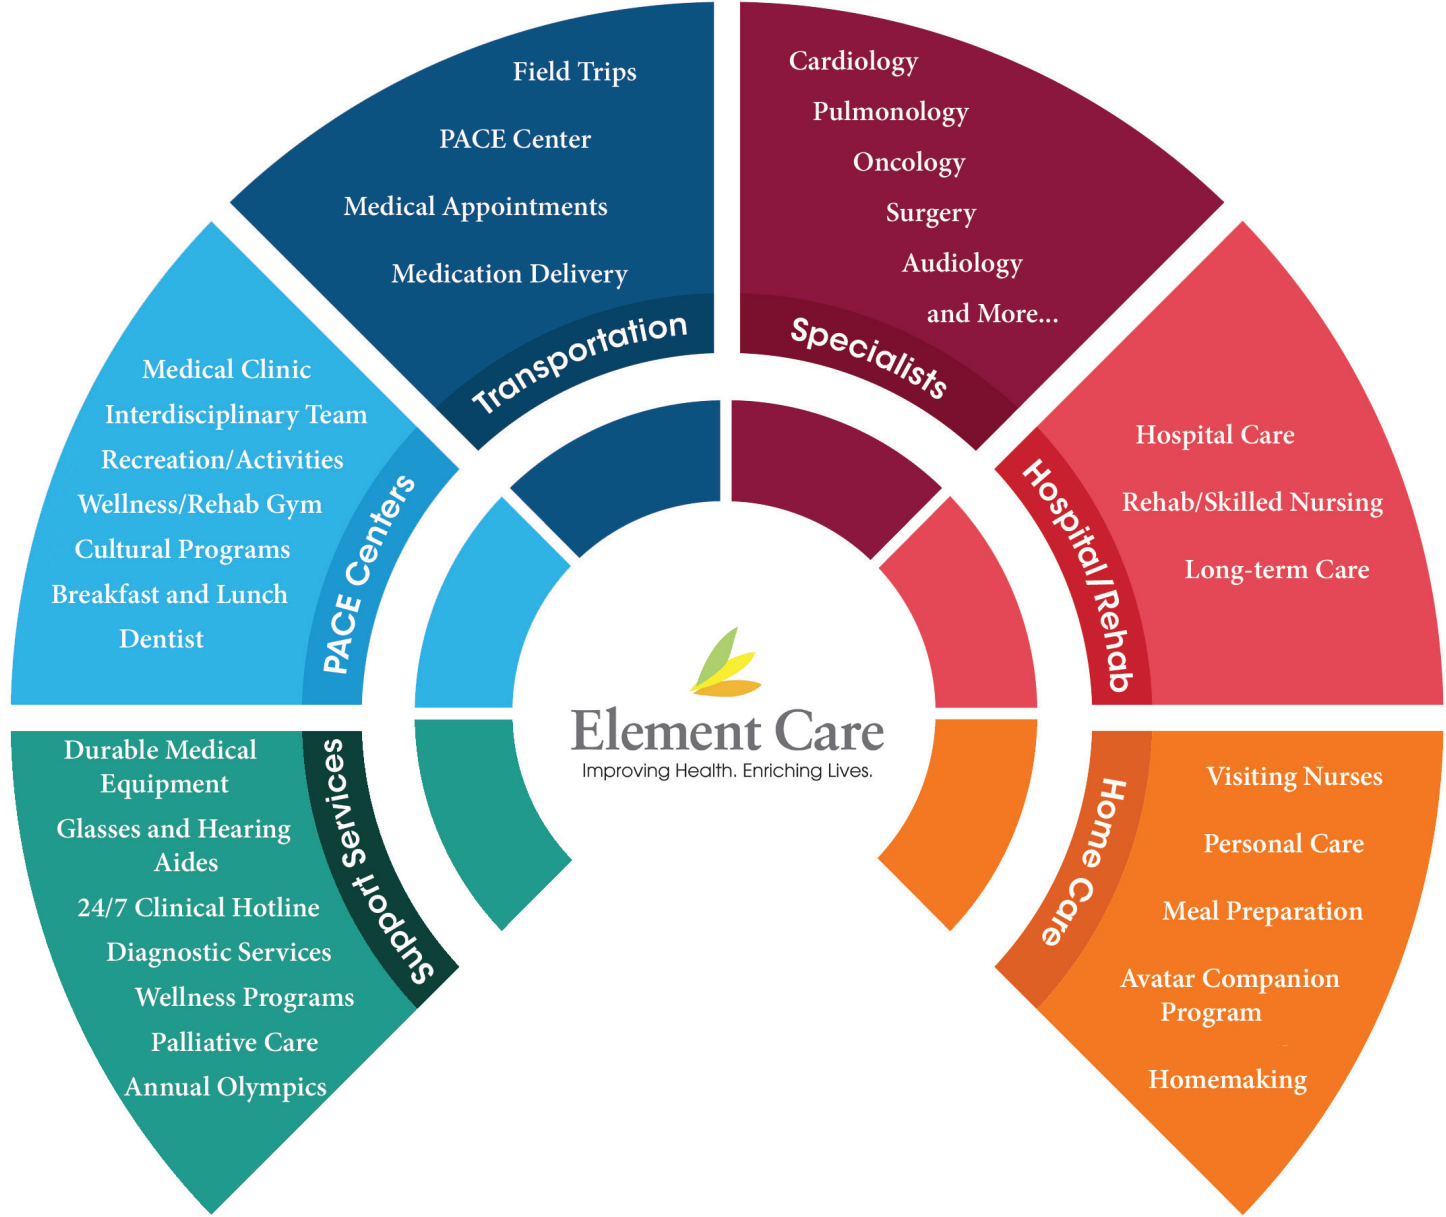 Field Trips
PACE Center
Medical Appointments
Medication Delivery
Transportation
Cardiology
Pulmonology
Oncology
Surgery
Audiology
and More...
Specialists
Medical Clinic
Interdisciplinary Team
Recreation/Activities
Wellness/Rehab Gym
Cultural Programs
Breakfast and Lunch
Dentist
PACE Centers
Hospital Care
Rehab/Skilled Nursing
Long-term Care
Hospital/Rehab
Element Care
Improving Health. Enriching Lives.
Durable Medical
Equipment
Glasses and Hearing
Aides
24/7 Clinical Hotline
Diagnostic Services
Wellness Programs
Palliative Care
Annual Olympics
Support Services
Visiting Nurses
Personal Care
Meal Preparation
Avatar Companion
Program
Homemaking
Home Care